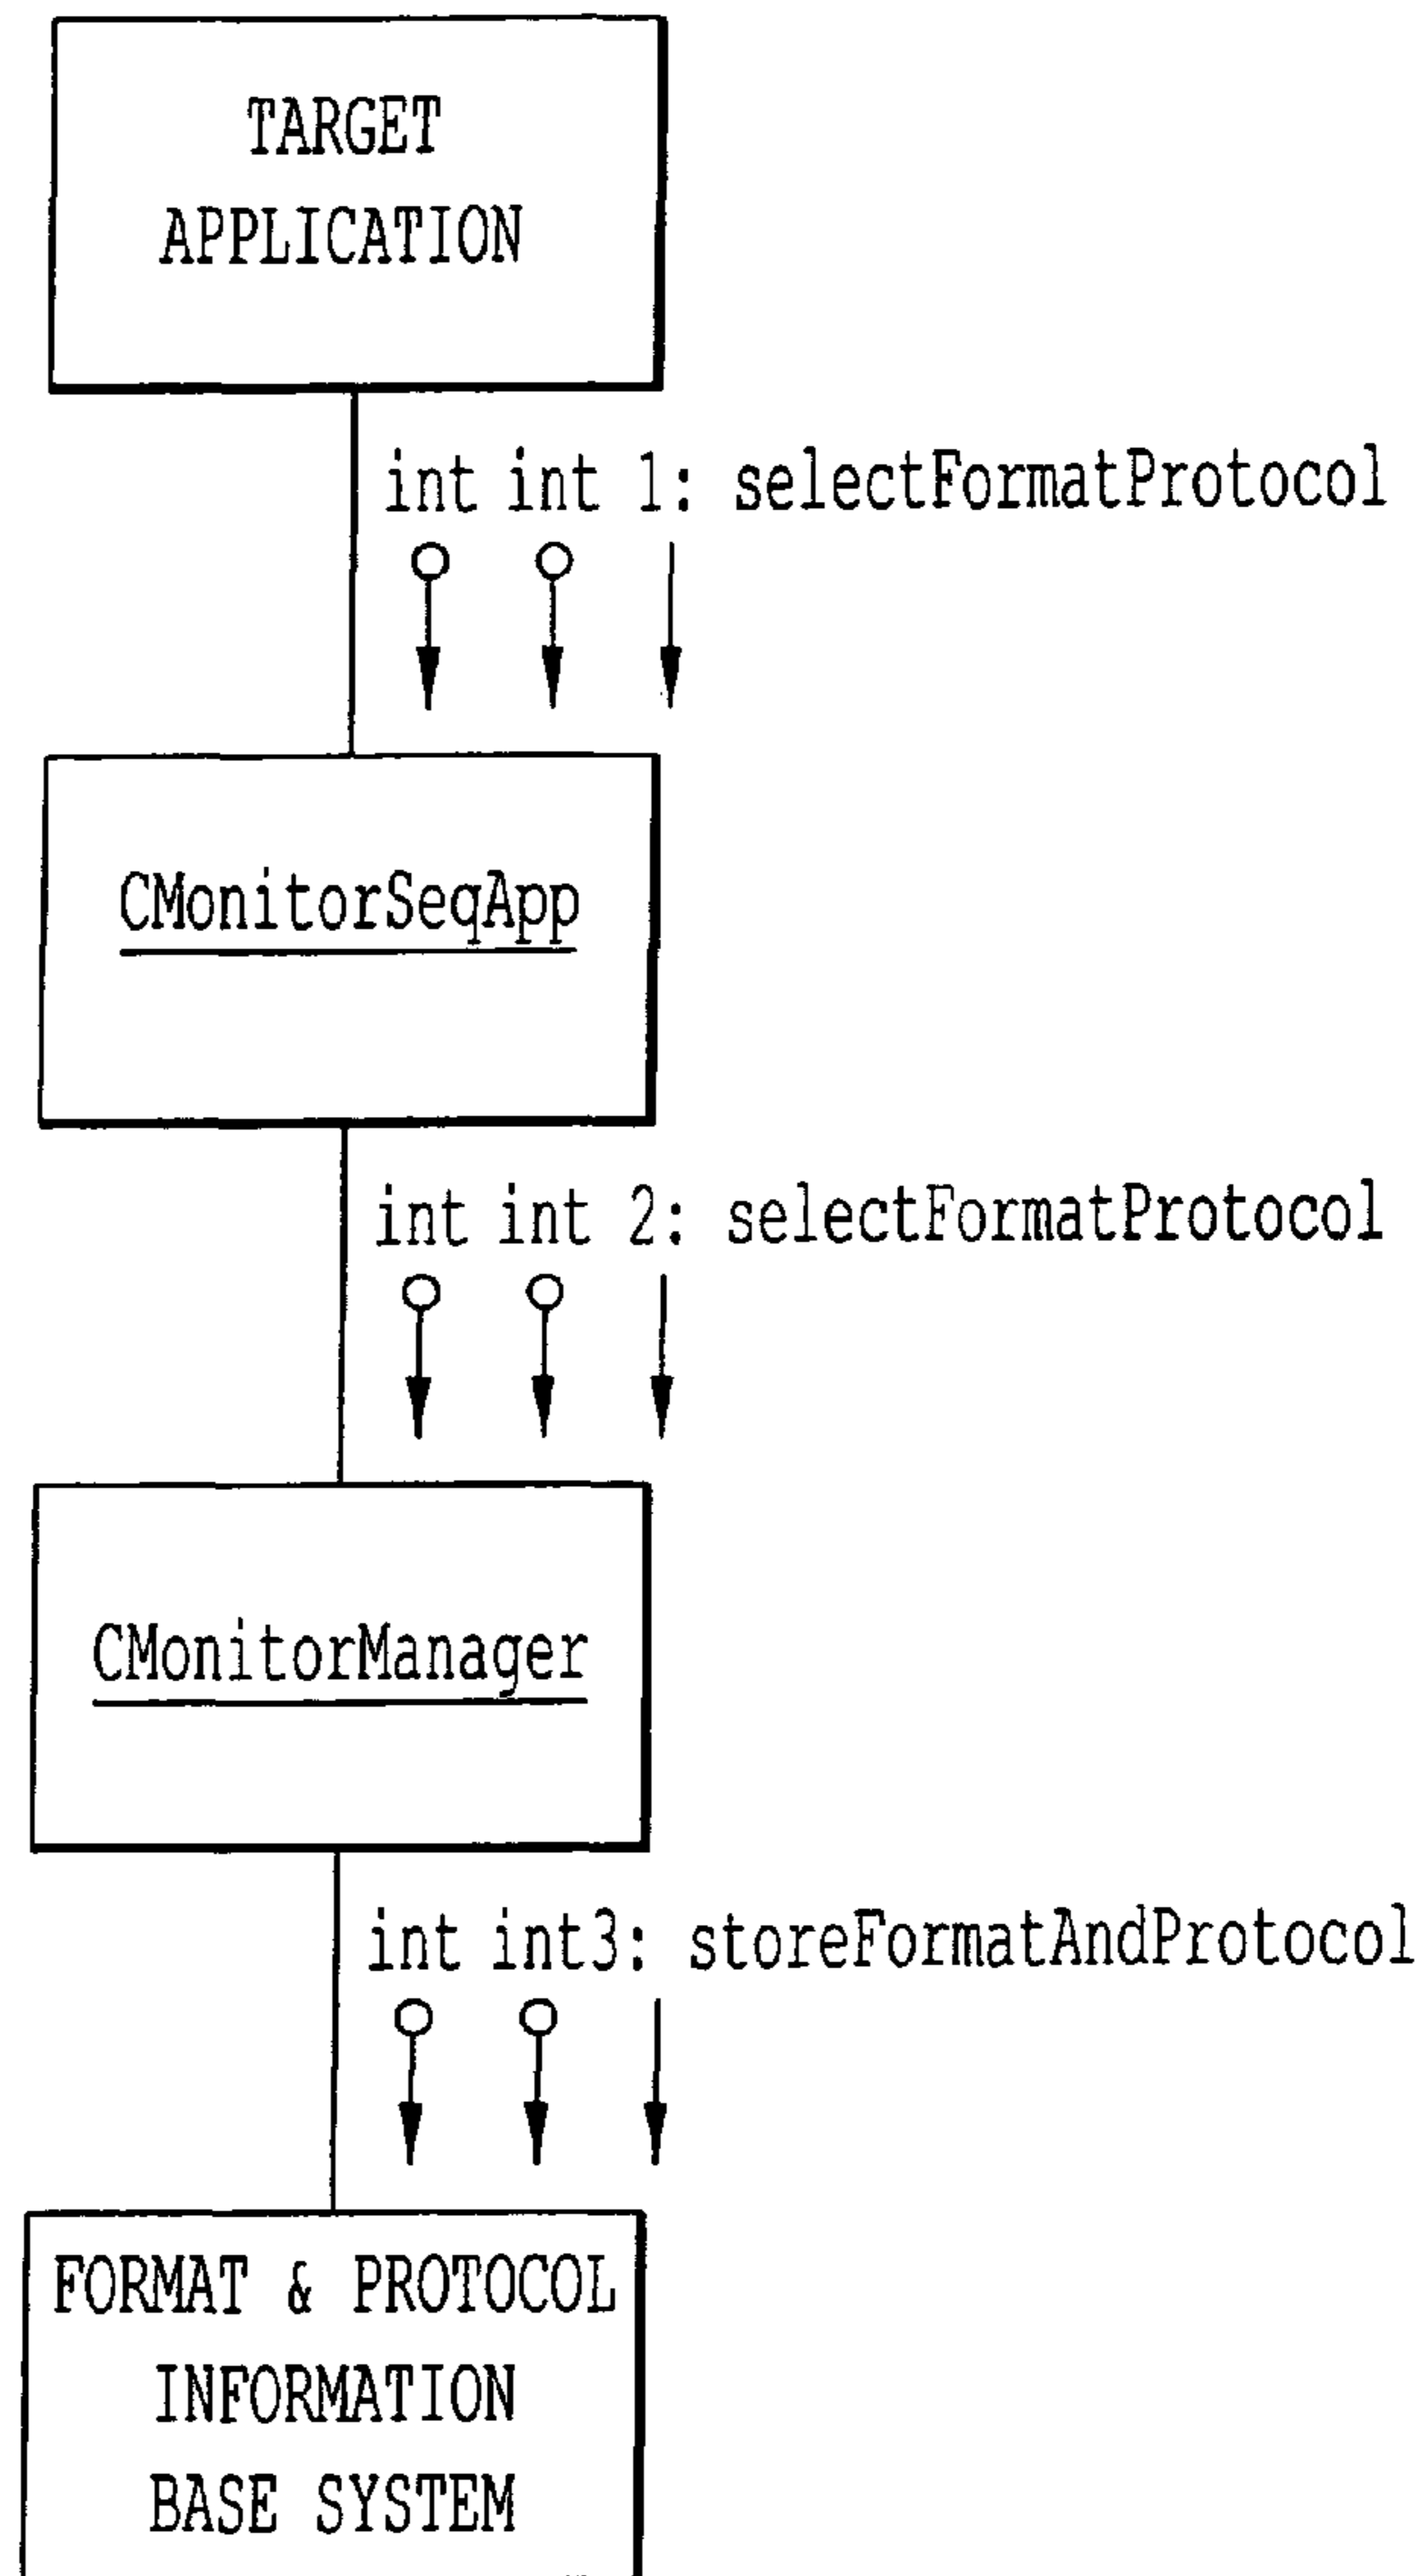 TARGET
APPLICATION
int int 1: selectFormatProtocol
CMonitorSeqApp
int int 2: selectFormatProtocol
CMonitorManager
int int3: storeFormatAndProtocol
FORMAT & PROTOCOL
INFORMATION
BASE SYSTEM